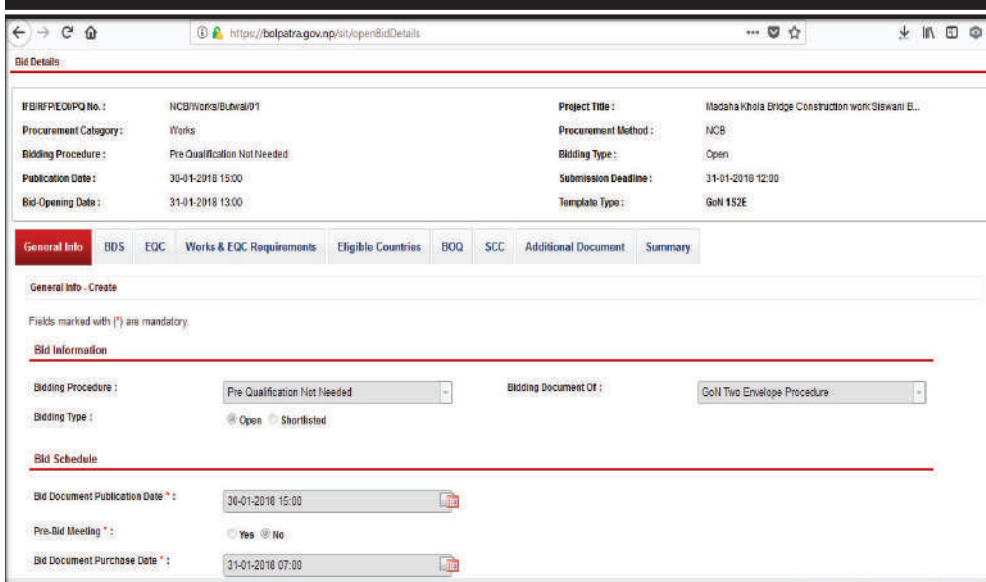 https://bolpatra.gov.np/sit/openBidDetails
Bid Details
IFB/RFP/EOI/PQ No. : NCB/Works/Butwal/01 Project Title : Madaha Khola Bridge Construction work Siswani B...
Procurement Category : Works Procurement Method : NCB
Bidding Procedure : Pre Qualification Not Needed Bidding Type : Open
Publication Date : 30-01-2018 15:00 Submission Deadline : 31-01-2018 12:00
Bid-Opening Date : 31-01-2018 13:00 Template Type : GoN 1S2E
General Info BDS EQC Works & EQC Requirements Eligible Countries BOQ SCC Additional Document Summary
General Info - Create
Fields marked with (*) are mandatory.
Bid Information
Bidding Procedure : Pre Qualification Not Needed Bidding Document Of : GoN Two Envelope Procedure
Bidding Type : Open Shortlisted
Bid Schedule
Bid Document Publication Date * : 30-01-2018 15:00
Pre-Bid Meeting * : Yes No
Bid Document Purchase Date * : 31-01-2018 07:00